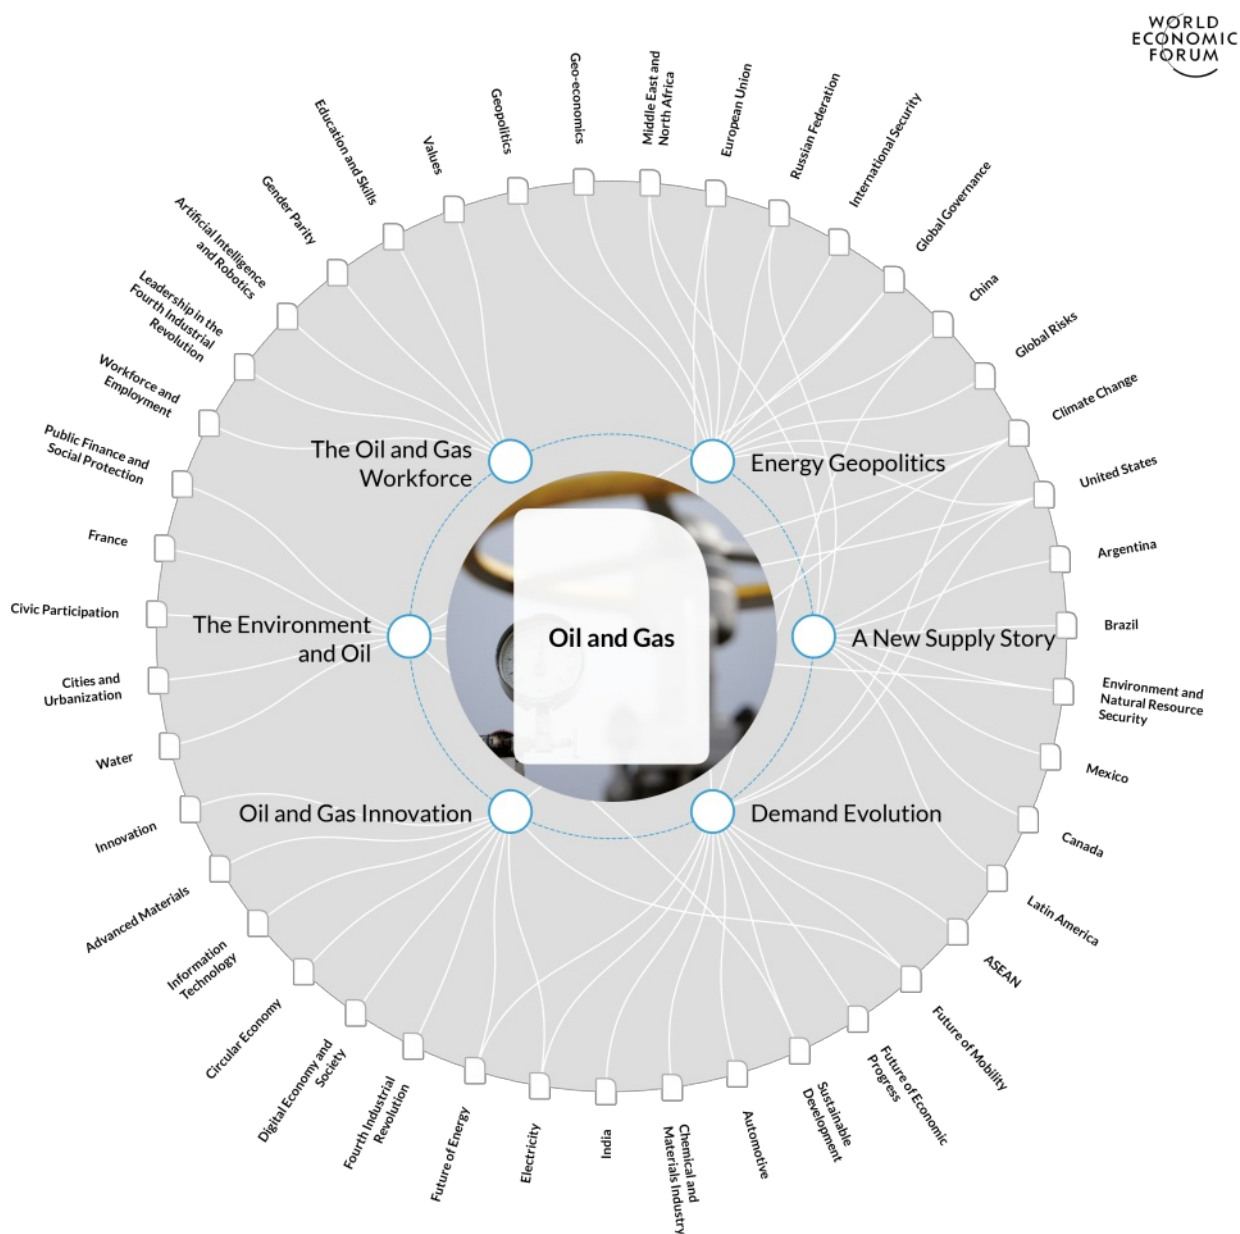 WORLD
ECONOMIC
FORUM
Geo-economics
Middle East and
North Africa
European Union
Russian Federation
International Security
Global Governance
China
Global Risks
Climate Change
United States
Argentina
Brazil
Environment and
Natural Resource
Security
Mexico
Canada
Latin America
ASEAN
Future of Mobility
Future of Economic
Progress
Sustainable
Development
Automotive
Chemical and
Materials Industry
India
Electricity
Future of Energy
Fourth Industrial
Revolution
Digital Economy and
Society
Circular Economy
Information
Technology
Advanced Materials
Innovation
Water
Cities and
Urbanization
Civic Participation
France
Public Finance and
Social Protection
Workforce and
Employment
Leadership in the
Fourth Industrial
Revolution
Artificial Intelligence
and Robotics
Gender Parity
Education and Skills
Values
Geopolitics
The Oil and Gas
Workforce
Energy Geopolitics
The Environment
and Oil
Oil and Gas
A New Supply Story
Oil and Gas Innovation
Demand Evolution